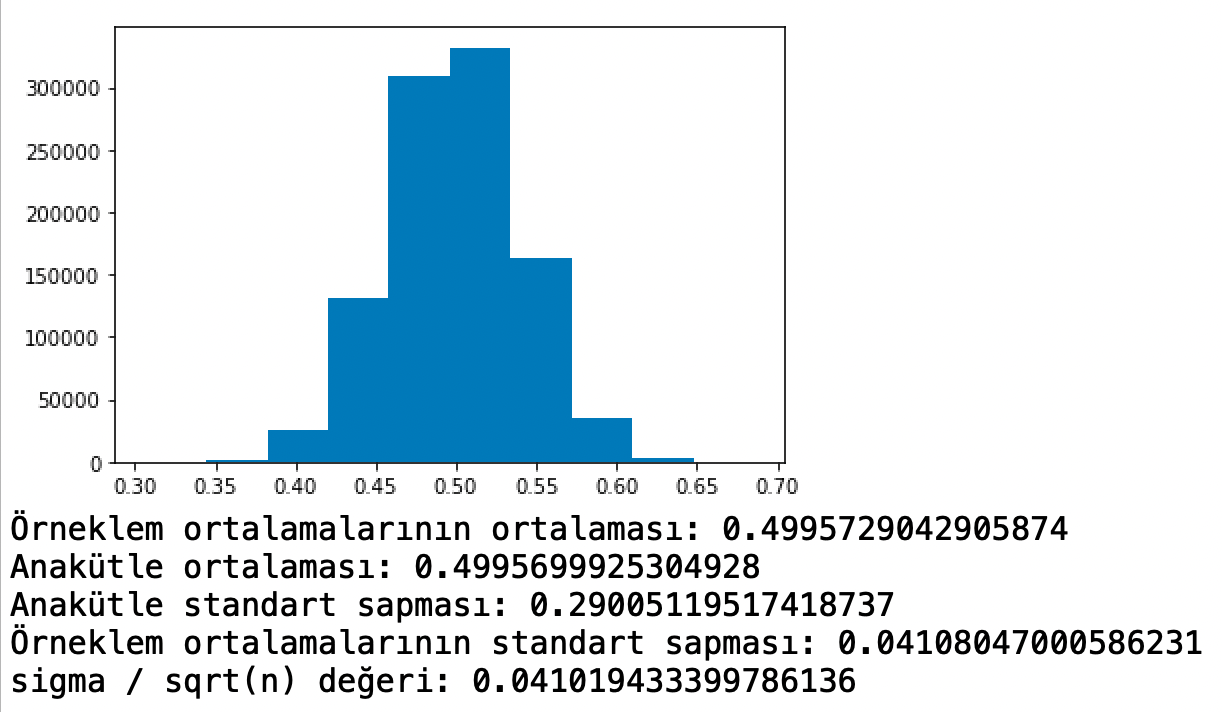 300000
250000
200000
150000
100000
50000
0
0.30 0.35 0.40 0.45 0.50 0.55 0.60 0.65 0.70
Örneklem ortalamalarının ortalaması: 0.4995729042905874
Anakütle ortalaması: 0.4995699925304928
Anakütle standart sapması: 0.29005119517418737
Örneklem ortalamalarının standart sapması: 0.04108047000586231
sigma / sqrt(n) değeri: 0.041019433399786136